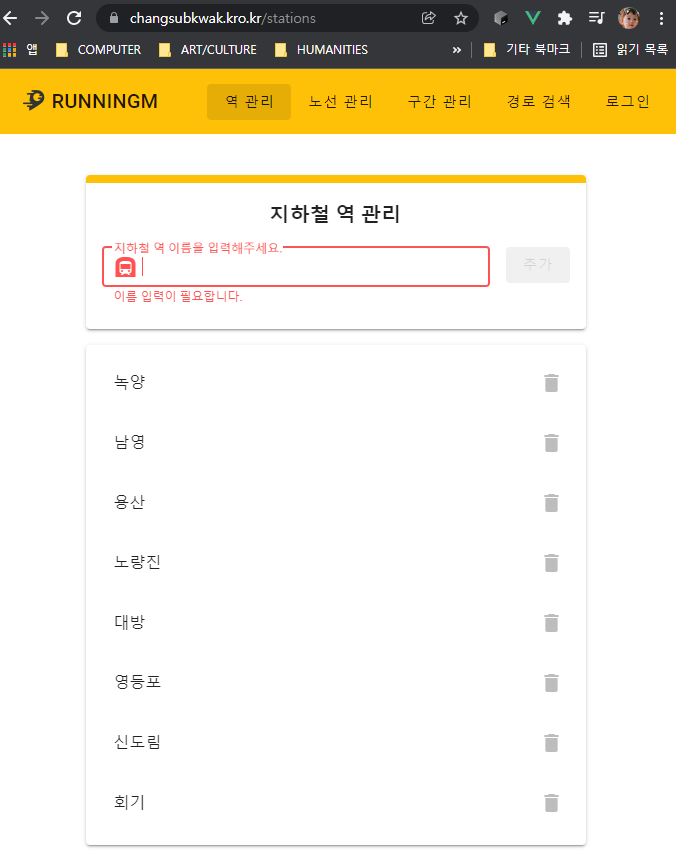 changsubkwak.kro.kr/stations
앱 COMPUTER ART/CULTURE HUMANITIES » 기타 북마크 읽기 목록
RUNNINGM 역 관리 노선 관리 구간 관리 경로 검색 로그인
지하철 역 관리
지하철 역 이름을 입력해주세요.
추가
이름 입력이 필요합니다.
녹양
남영
용산
노량진
대방
영등포
신도림
회기